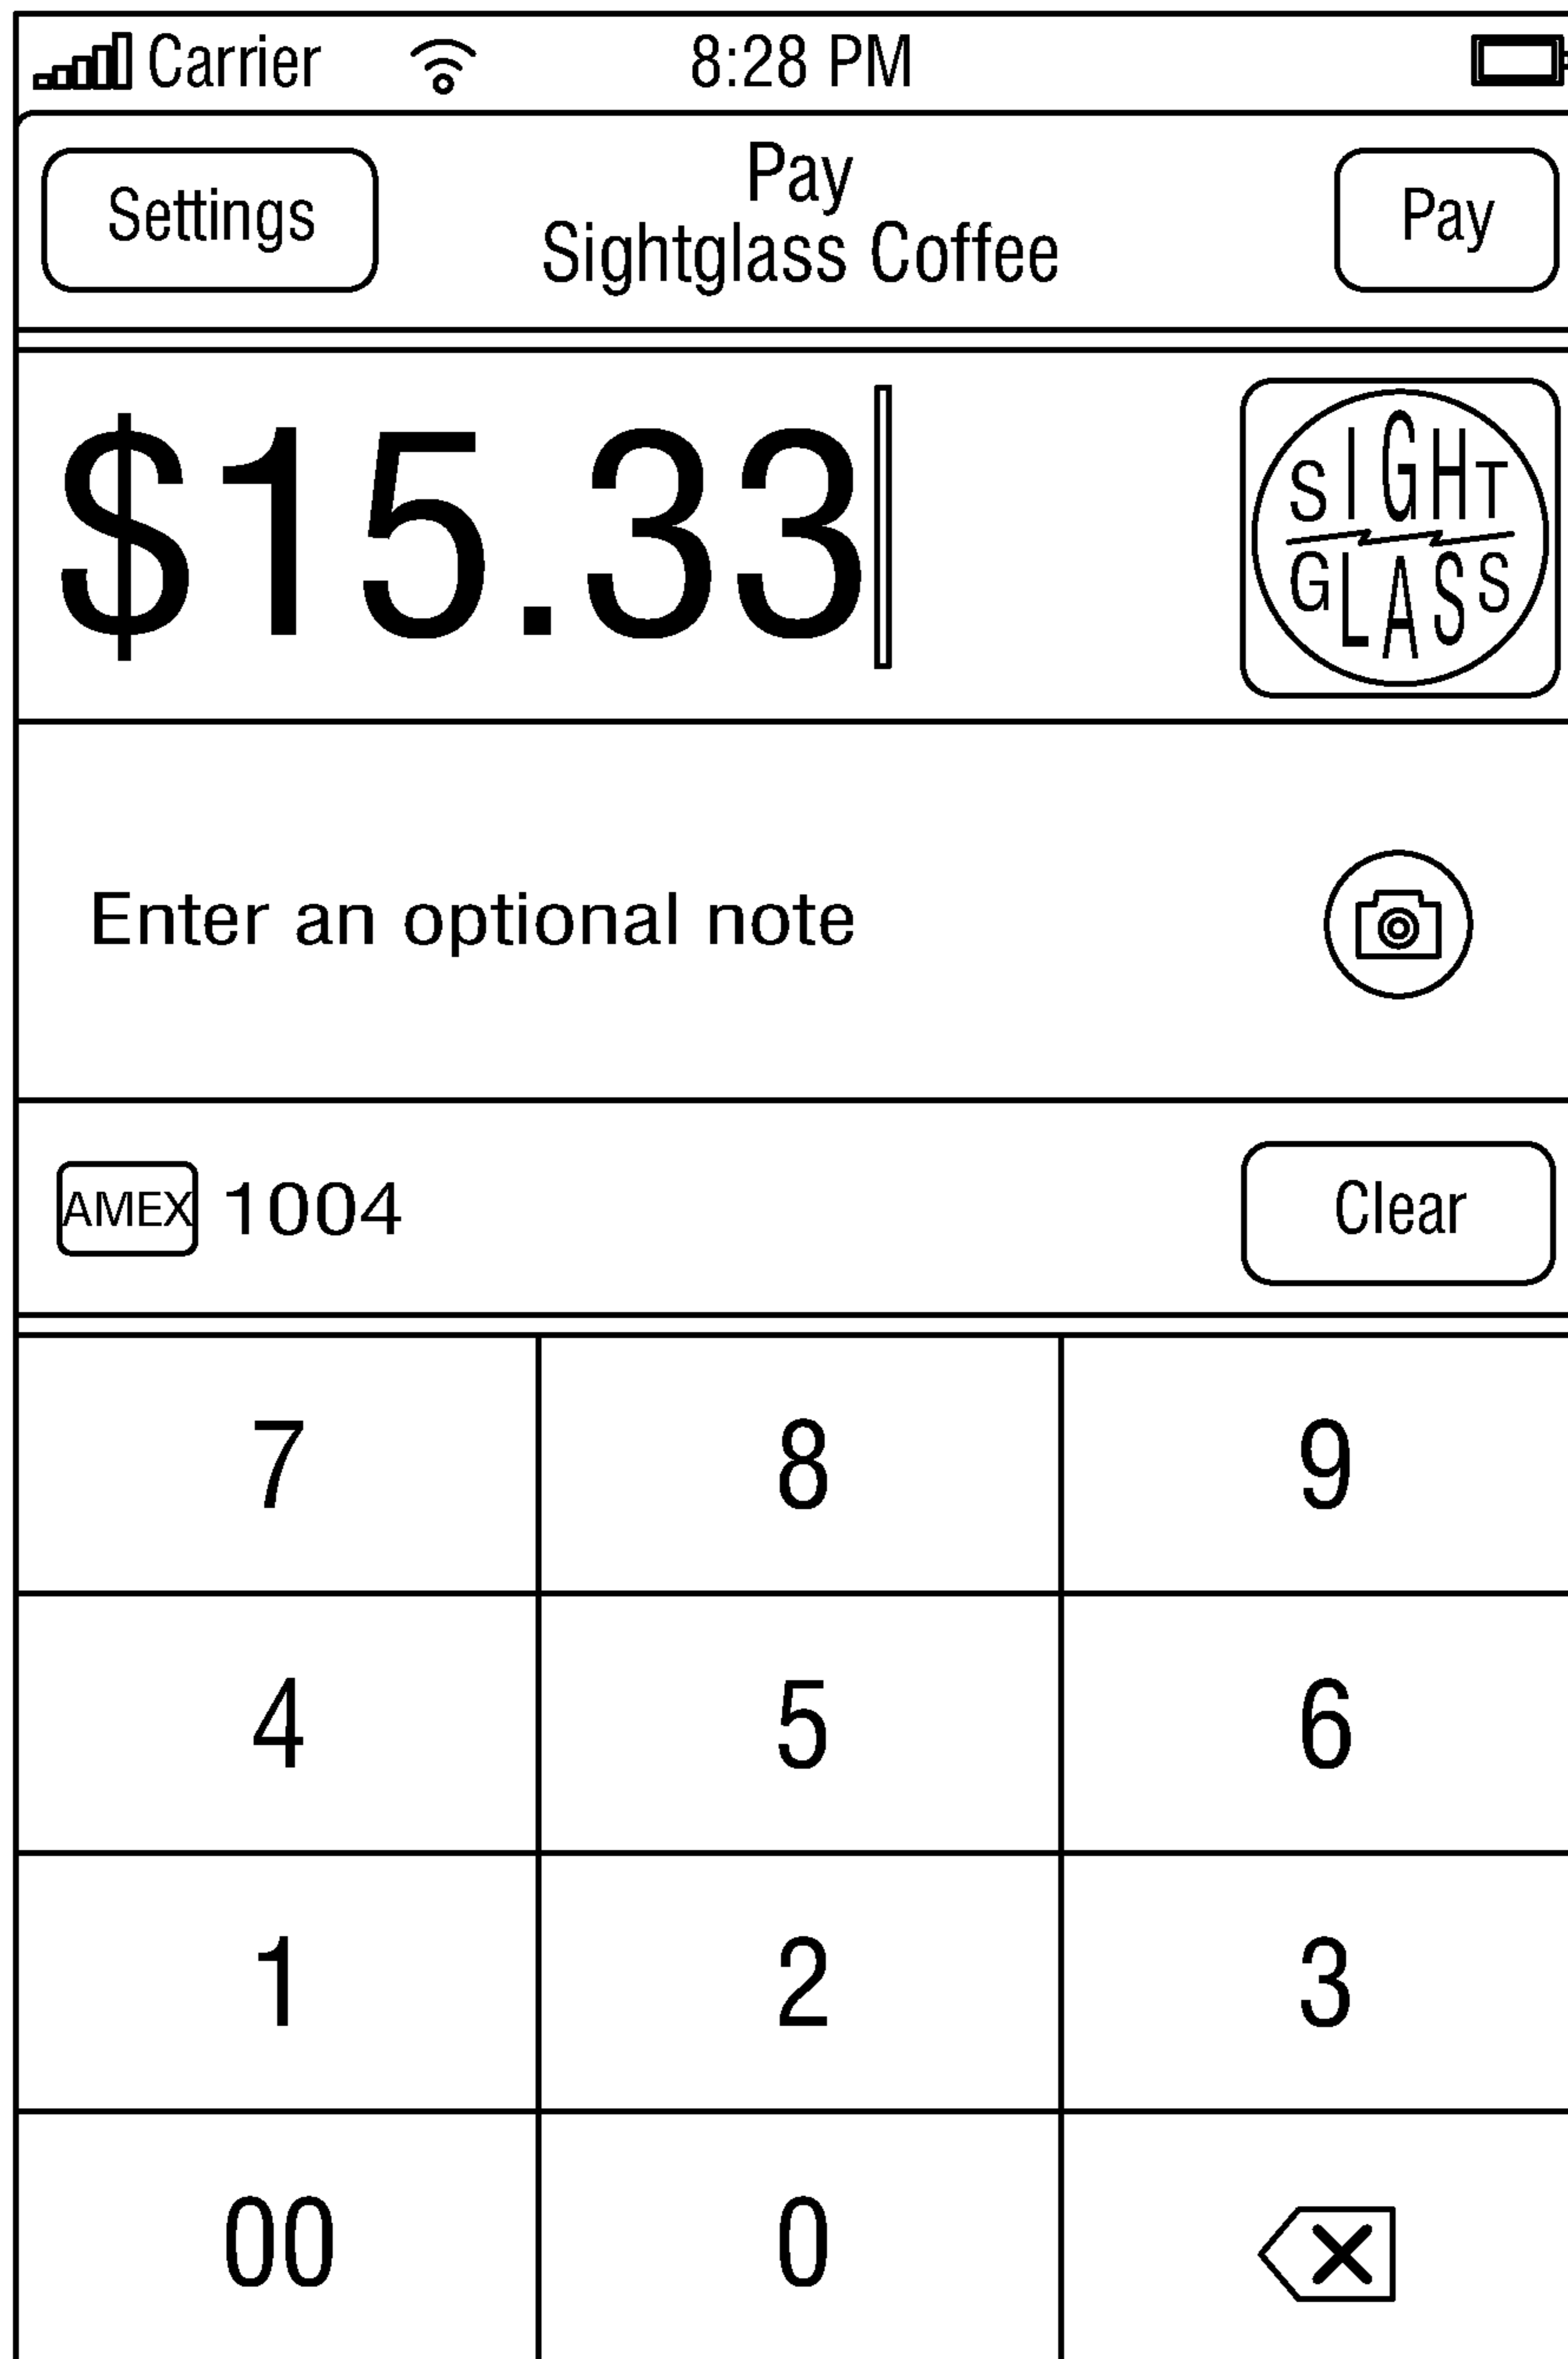 Carrier 8:28 PM
Settings
Pay
Sightglass Coffee
Pay
$15.33
SIGHT
GLASS
Enter an optional note
AMEX 1004
Clear
7 8 9
4 5 6
1 2 3
00 0